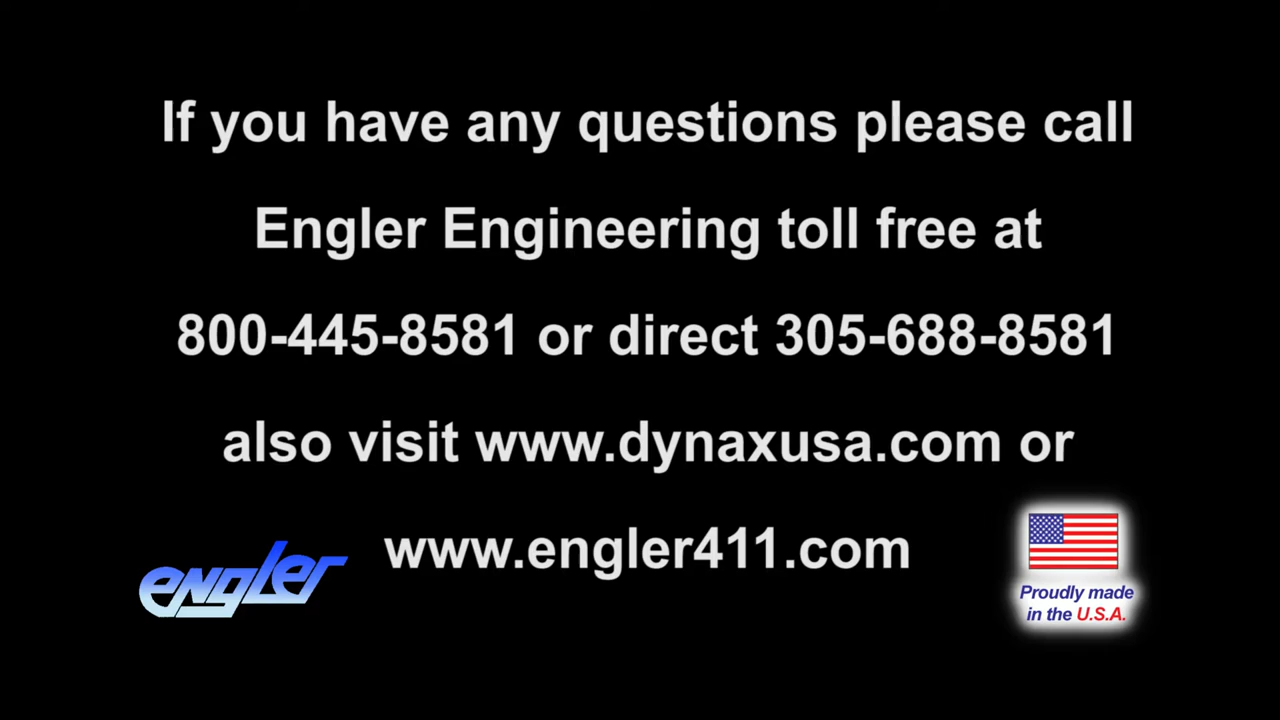 If you have any questions please call
Engler Engineering toll free at
800-445-8581 or direct 305-688-8581
also visit www.dynaxusa.com or
www.engler411.com
engler
Proudly made
in the U.S.A.